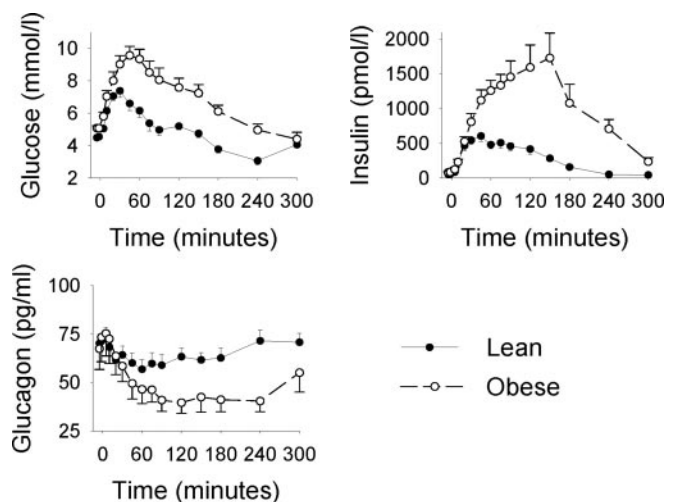 Glucose (mmol/l)
10
8
6
4
2
0 60 120 180 240 300
Time (minutes)
Insulin (pmol/l)
2000
1500
1000
500
0
0 60 120 180 240 300
Time (minutes)
Glucagon (pg/ml)
100
75
50
25
0 60 120 180 240 300
Time (minutes)
Lean
Obese